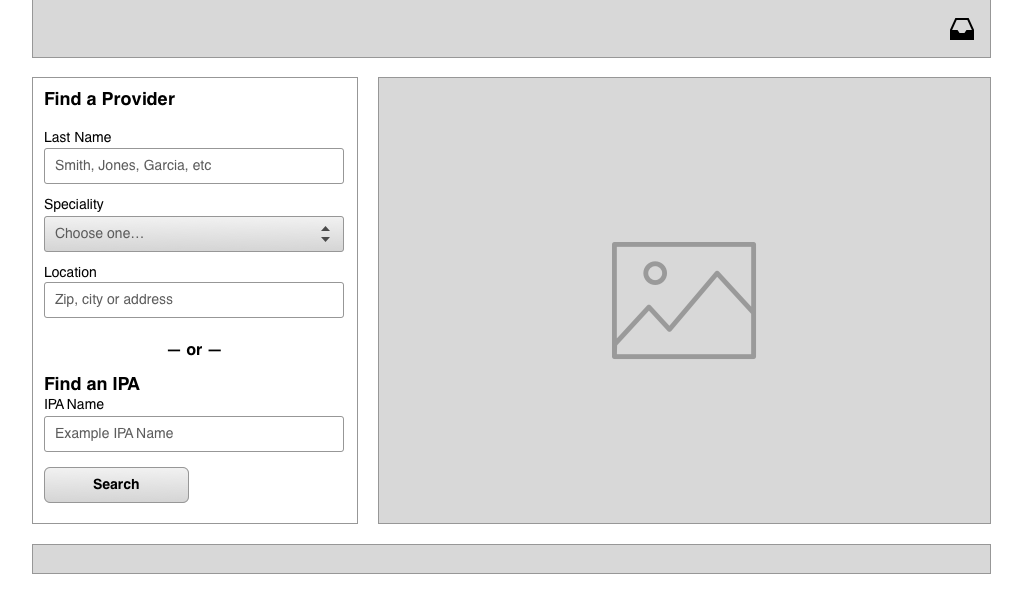 Find a Provider
Last Name
Smith, Jones, Garcia, etc
Speciality
Choose one...
Location
Zip, city or address
— or —
Find an IPA
IPA Name
Example IPA Name
Search